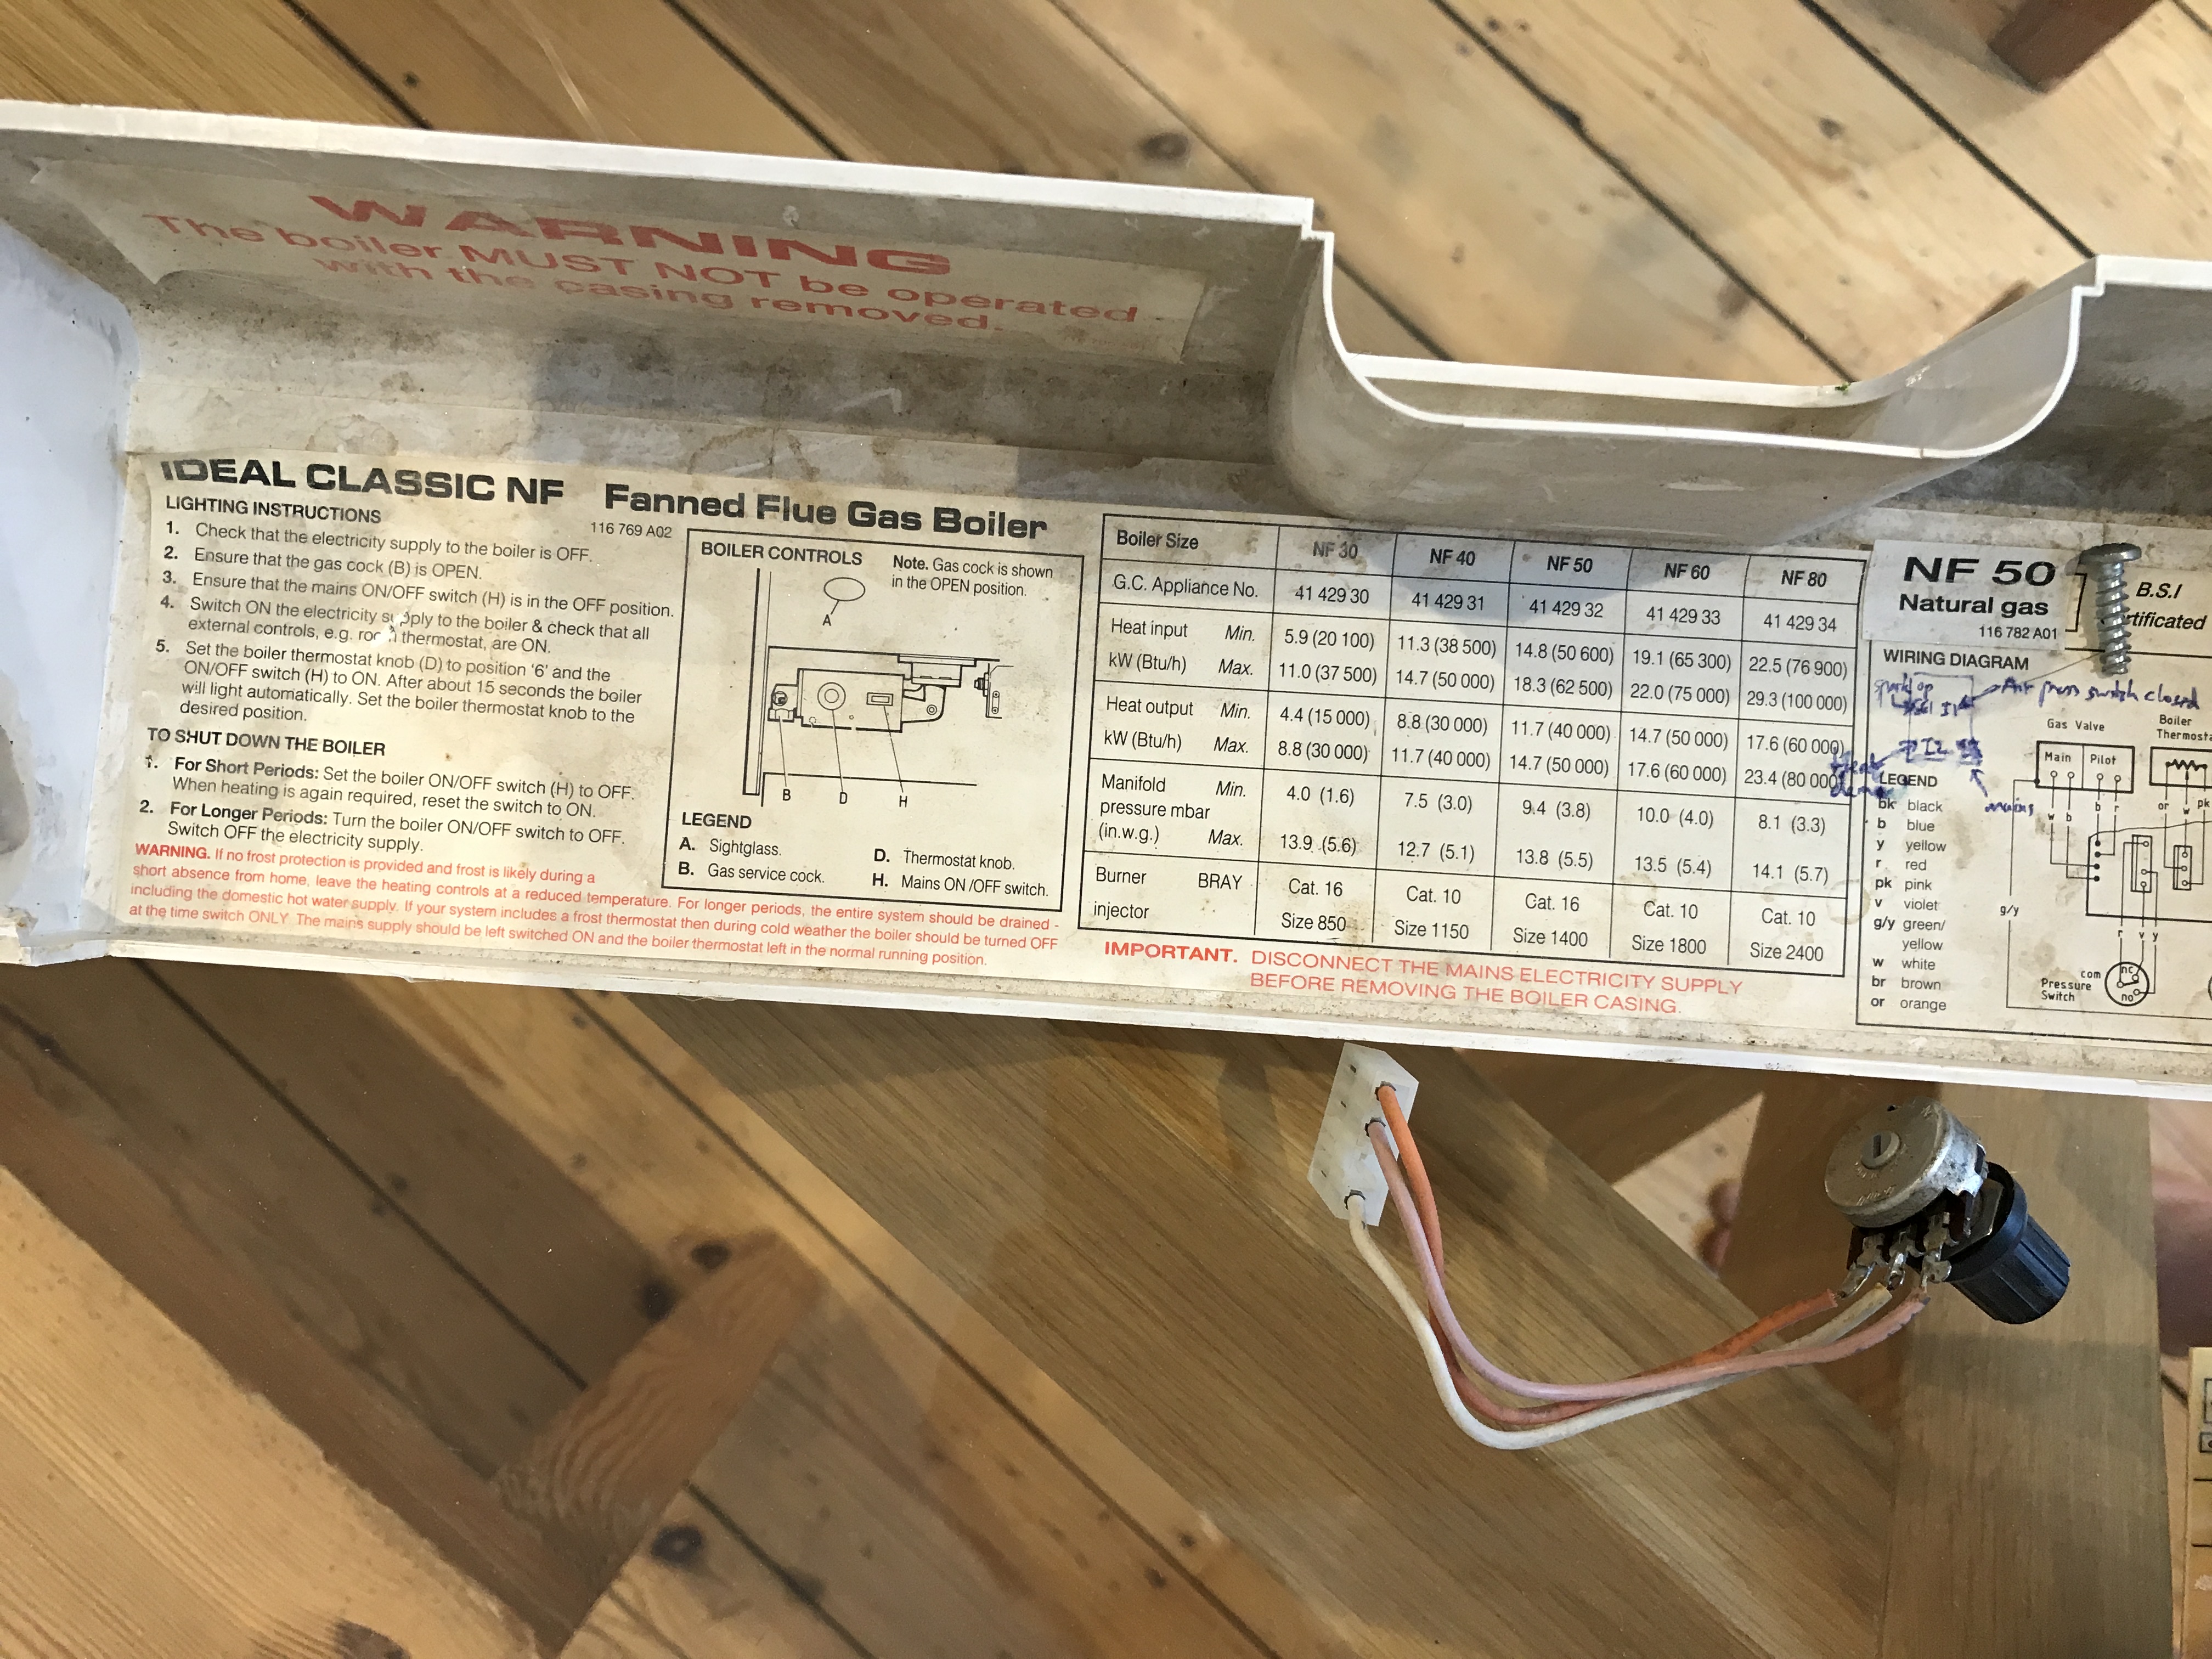 WARNING
The boiler MUST NOT be operated
with the casing removed.
IDEAL CLASSIC NF Fanned Flue Gas Boiler
116 769 A02
LIGHTING INSTRUCTIONS
1. Check that the electricity supply to the boiler is OFF.
2. Ensure that the gas cock (B) is OPEN.
3. Ensure that the mains ON/OFF switch (H) is in the OFF position.
4. Switch ON the electricity supply to the boiler & check that all
external controls, e.g. room thermostat, are ON.
5. Set the boiler thermostat knob (D) to position '6' and the
ON/OFF switch (H) to ON. After about 15 seconds the boiler
will light automatically. Set the boiler thermostat knob to the
desired position.
TO SHUT DOWN THE BOILER
1. For Short Periods: Set the boiler ON/OFF switch (H) to OFF.
When heating is again required, reset the switch to ON.
2. For Longer Periods: Turn the boiler ON/OFF switch to OFF.
Switch OFF the electricity supply.
WARNING. If no frost protection is provided and frost is likely during a
short absence from home, leave the heating controls at a reduced temperature. For longer periods, the entire system should be drained -
including the domestic hot water supply. If your system includes a frost thermostat then during cold weather the boiler should be turned OFF
at the time switch ONLY The mains supply should be left switched ON and the boiler thermostat left in the normal running position.
BOILER CONTROLS
Note. Gas cock is shown
in the OPEN position.
A
B D H
LEGEND
A. Sightglass.
B. Gas service cock.
D. Thermostat knob.
H. Mains ON/OFF switch.
Boiler Size NF 30 NF 40 NF 50 NF 60 NF 80
G.C. Appliance No. 41 429 30 41 429 31 41 429 32 41 429 33 41 429 34
Heat input Min. 5.9 (20 100) 11.3 (38 500) 14.8 (50 600) 19.1 (65 300) 22.5 (76 900)
kW (Btu/h) Max. 11.0 (37 500) 14.7 (50 000) 18.3 (62 500) 22.0 (75 000) 29.3 (100 000)
Heat output Min. 4.4 (15 000) 8.8 (30 000) 11.7 (40 000) 14.7 (50 000) 17.6 (60 000)
kW (Btu/h) Max. 8.8 (30 000) 11.7 (40 000) 14.7 (50 000) 17.6 (60 000) 23.4 (80 000)
Manifold Min. 4.0 (1.6) 7.5 (3.0) 9.4 (3.8) 10.0 (4.0) 8.1 (3.3)
pressure mbar
(in.w.g.) Max. 13.9 (5.6) 12.7 (5.1) 13.8 (5.5) 13.5 (5.4) 14.1 (5.7)
Burner BRAY Cat. 16 Cat. 10 Cat. 16 Cat. 10 Cat. 10
injector Size 850 Size 1150 Size 1400 Size 1800 Size 2400
IMPORTANT. DISCONNECT THE MAINS ELECTRICITY SUPPLY
BEFORE REMOVING THE BOILER CASING.
NF 50
Natural gas
116 782 A01
B.S.I
rtificated
WIRING DIAGRAM
Air press switch closed
mains
LEGEND
bk black
b blue
y yellow
r red
pk pink
v violet
g/y green/
yellow
w white
br brown
or orange
Gas Valve
Main Pilot
Boiler
Thermosta
b r
w b
or w pk
g/y
r v y
com
Pressure
Switch
nc
no